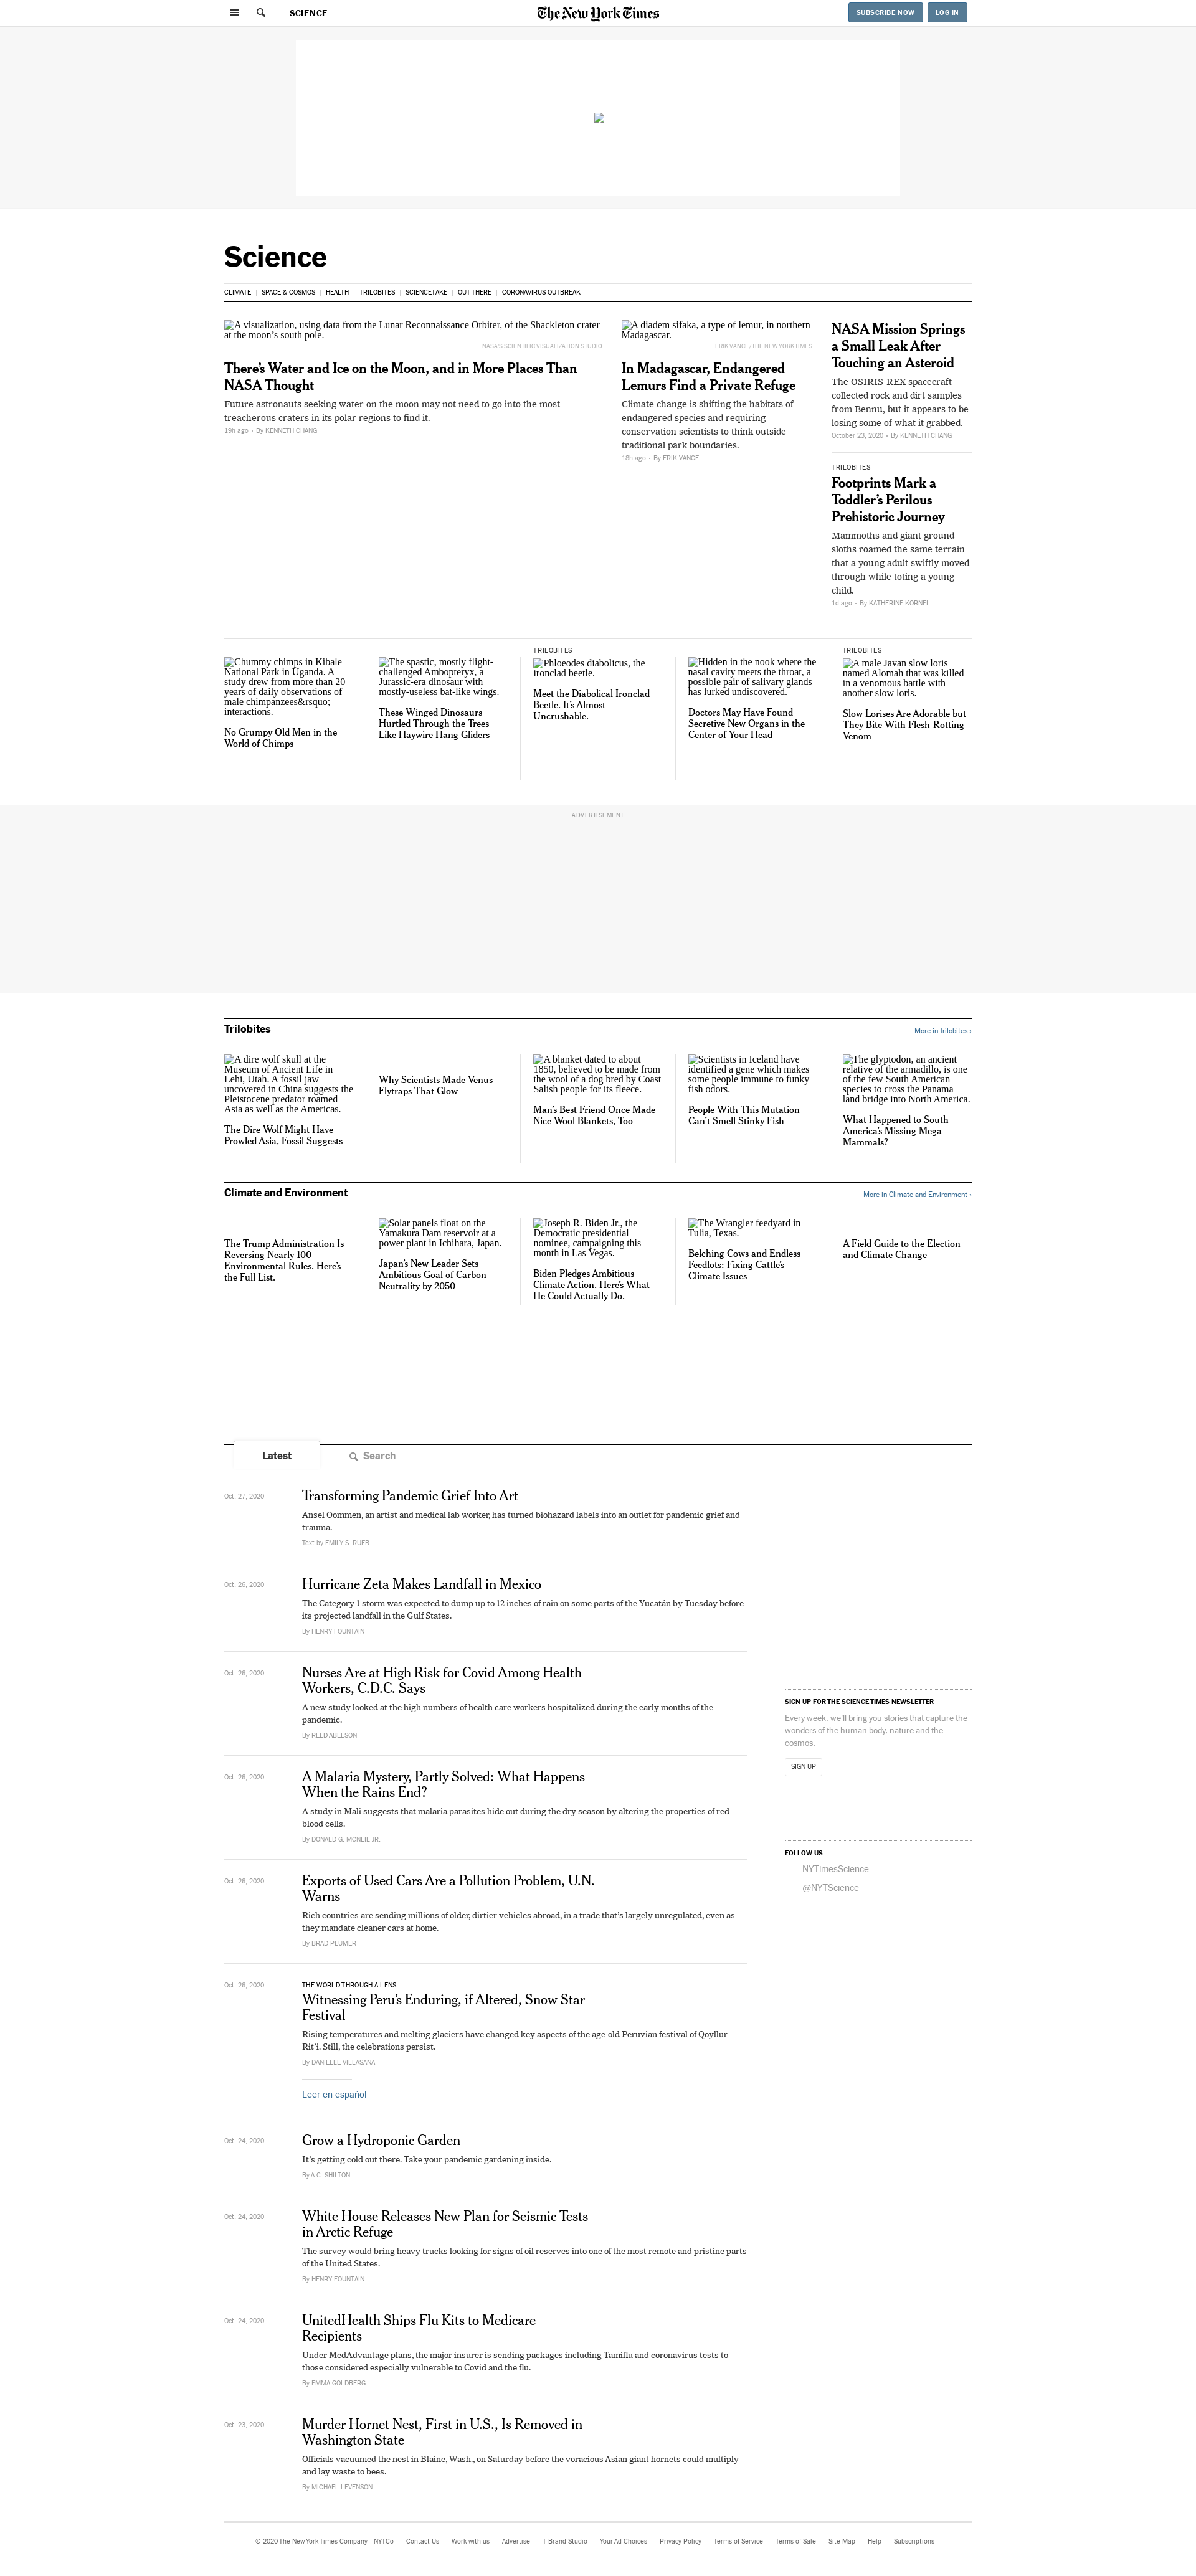 SCIENCE
The New York Times
SUBSCRIBE NOW
LOG IN
Science
CLIMATE
SPACE & COSMOS
HEALTH
TRILOBITES
SCIENCETAKE
OUT THERE
CORONAVIRUS OUTBREAK
A visualization, using data from the Lunar Reconnaissance Orbiter, of the Shackleton crater
at the moon's south pole.
NASA'S SCIENTIFIC VISUALIZATION STUDIO
There's Water and Ice on the Moon, and in More Places Than
NASA Thought
Future astronauts seeking water on the moon may not need to go into the most
treacherous craters in its polar regions to find it.
19h ago • By KENNETH CHANG
A diadem sifaka, a type of lemur, in northern
Madagascar.
ERIK VANCE/THE NEW YORK TIMES
In Madagascar, Endangered
Lemurs Find a Private Refuge
Climate change is shifting the habitats of
endangered species and requiring
conservation scientists to think outside
traditional park boundaries.
18h ago • By ERIK VANCE
NASA Mission Springs
a Small Leak After
Touching an Asteroid
The OSIRIS-REX spacecraft
collected rock and dirt samples
from Bennu, but it appears to be
losing some of what it grabbed.
October 23, 2020 • By KENNETH CHANG
TRILOBITES
Footprints Mark a
Toddler's Perilous
Prehistoric Journey
Mammoths and giant ground
sloths roamed the same terrain
that a young adult swiftly moved
through while toting a young
child.
1d ago • By KATHERINE KORNEI
Chummy chimps in Kibale
National Park in Uganda. A
study drew from more than 20
years of daily observations of
male chimpanzees&rsquo;
interactions.
No Grumpy Old Men in the
World of Chimps
The spastic, mostly flight-
challenged Ambopteryx, a
Jurassic-era dinosaur with
mostly-useless bat-like wings.
These Winged Dinosaurs
Hurtled Through the Trees
Like Haywire Hang Gliders
TRILOBITES
Phloeodes diabolicus, the
ironclad beetle.
Meet the Diabolical Ironclad
Beetle. It's Almost
Uncrushable.
Hidden in the nook where the
nasal cavity meets the throat, a
possible pair of salivary glands
has lurked undiscovered.
Doctors May Have Found
Secretive New Organs in the
Center of Your Head
TRILOBITES
A male Javan slow loris
named Alomah that was killed
in a venomous battle with
another slow loris.
Slow Lorises Are Adorable but
They Bite With Flesh-Rotting
Venom
ADVERTISEMENT
Trilobites
More in Trilobites ›
A dire wolf skull at the
Museum of Ancient Life in
Lehi, Utah. A fossil jaw
uncovered in China suggests the
Pleistocene predator roamed
Asia as well as the Americas.
The Dire Wolf Might Have
Prowled Asia, Fossil Suggests
Why Scientists Made Venus
Flytraps That Glow
A blanket dated to about
1850, believed to be made from
the wool of a dog bred by Coast
Salish people for its fleece.
Man's Best Friend Once Made
Nice Wool Blankets, Too
Scientists in Iceland have
identified a gene which makes
some people immune to funky
fish odors.
People With This Mutation
Can't Smell Stinky Fish
The glyptodon, an ancient
relative of the armadillo, is one
of the few South American
species to cross the Panama
land bridge into North America.
What Happened to South
America's Missing Mega-
Mammals?
Climate and Environment
More in Climate and Environment ›
The Trump Administration Is
Reversing Nearly 100
Environmental Rules. Here's
the Full List.
Solar panels float on the
Yamakura Dam reservoir at a
power plant in Ichihara, Japan.
Japan's New Leader Sets
Ambitious Goal of Carbon
Neutrality by 2050
Joseph R. Biden Jr., the
Democratic presidential
nominee, campaigning this
month in Las Vegas.
Biden Pledges Ambitious
Climate Action. Here's What
He Could Actually Do.
The Wrangler feedyard in
Tulia, Texas.
Belching Cows and Endless
Feedlots: Fixing Cattle's
Climate Issues
A Field Guide to the Election
and Climate Change
Latest
Search
Oct. 27, 2020
Transforming Pandemic Grief Into Art
Ansel Oommen, an artist and medical lab worker, has turned biohazard labels into an outlet for pandemic grief and
trauma.
Text by EMILY S. RUEB
Oct. 26, 2020
Hurricane Zeta Makes Landfall in Mexico
The Category 1 storm was expected to dump up to 12 inches of rain on some parts of the Yucatán by Tuesday before
its projected landfall in the Gulf States.
By HENRY FOUNTAIN
Oct. 26, 2020
Nurses Are at High Risk for Covid Among Health
Workers, C.D.C. Says
A new study looked at the high numbers of health care workers hospitalized during the early months of the
pandemic.
By REED ABELSON
Oct. 26, 2020
A Malaria Mystery, Partly Solved: What Happens
When the Rains End?
A study in Mali suggests that malaria parasites hide out during the dry season by altering the properties of red
blood cells.
By DONALD G. MCNEIL JR.
Oct. 26, 2020
Exports of Used Cars Are a Pollution Problem, U.N.
Warns
Rich countries are sending millions of older, dirtier vehicles abroad, in a trade that's largely unregulated, even as
they mandate cleaner cars at home.
By BRAD PLUMER
Oct. 26, 2020
THE WORLD THROUGH A LENS
Witnessing Peru's Enduring, if Altered, Snow Star
Festival
Rising temperatures and melting glaciers have changed key aspects of the age-old Peruvian festival of Qoyllur
Rit'i. Still, the celebrations persist.
By DANIELLE VILLASANA
Leer en español
Oct. 24, 2020
Grow a Hydroponic Garden
It's getting cold out there. Take your pandemic gardening inside.
By A.C. SHILTON
Oct. 24, 2020
White House Releases New Plan for Seismic Tests
in Arctic Refuge
The survey would bring heavy trucks looking for signs of oil reserves into one of the most remote and pristine parts
of the United States.
By HENRY FOUNTAIN
Oct. 24, 2020
UnitedHealth Ships Flu Kits to Medicare
Recipients
Under MedAdvantage plans, the major insurer is sending packages including Tamiflu and coronavirus tests to
those considered especially vulnerable to Covid and the flu.
By EMMA GOLDBERG
Oct. 23, 2020
Murder Hornet Nest, First in U.S., Is Removed in
Washington State
Officials vacuumed the nest in Blaine, Wash., on Saturday before the voracious Asian giant hornets could multiply
and lay waste to bees.
By MICHAEL LEVENSON
SIGN UP FOR THE SCIENCE TIMES NEWSLETTER
Every week, we'll bring you stories that capture the
wonders of the human body, nature and the
cosmos.
SIGN UP
FOLLOW US
NYTimesScience
@NYTScience
© 2020 The New York Times Company
NYTCo
Contact Us
Work with us
Advertise
T Brand Studio
Your Ad Choices
Privacy Policy
Terms of Service
Terms of Sale
Site Map
Help
Subscriptions